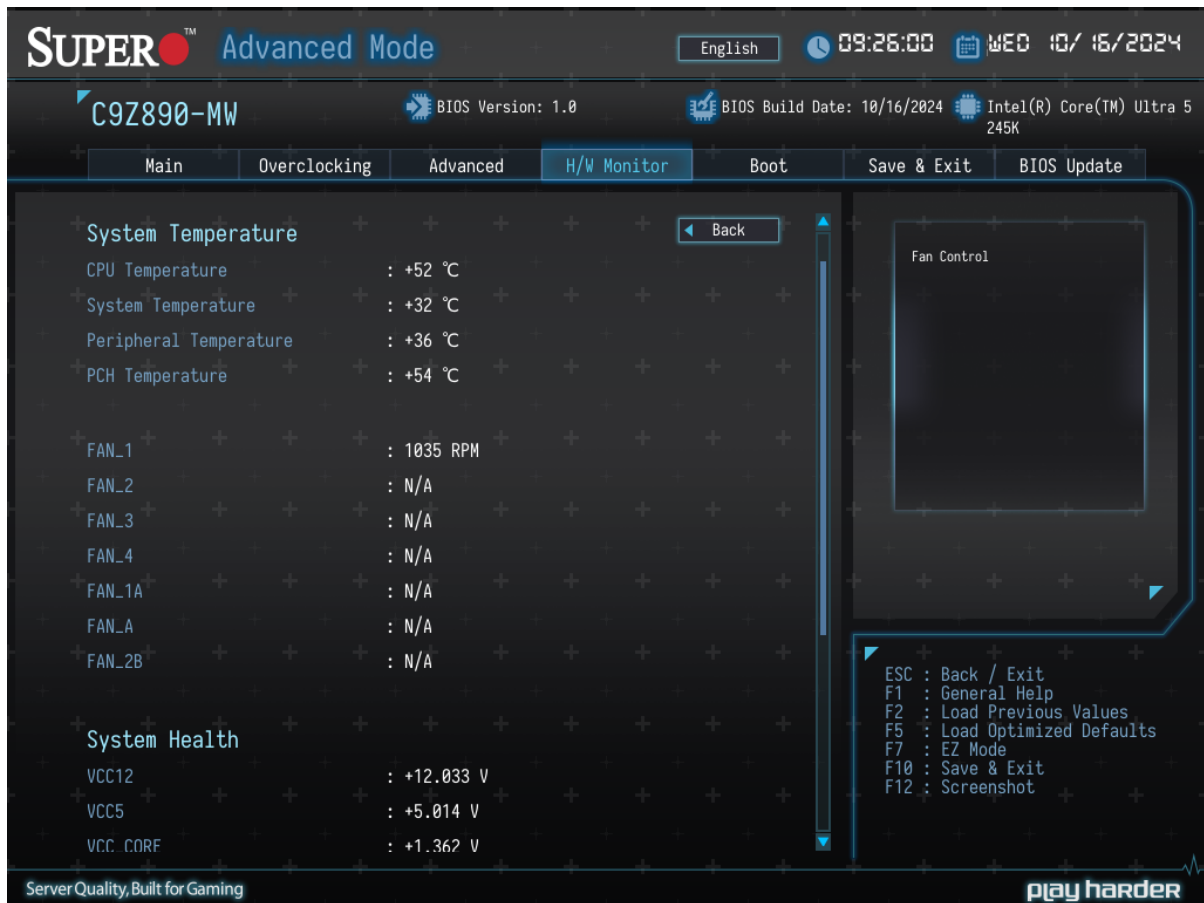 SUPER™ Advanced Mode
English
09:26:00
WED 10/16/2024
C9Z890-MW
BIOS Version: 1.0
BIOS Build Date: 10/16/2024
Intel(R) Core(TM) Ultra 5
245K
Main
Overclocking
Advanced
H/W Monitor
Boot
Save & Exit
BIOS Update
System Temperature
Back
CPU Temperature : +52 ℃
System Temperature : +32 ℃
Peripheral Temperature : +36 ℃
PCH Temperature : +54 ℃
FAN_1 : 1035 RPM
FAN_2 : N/A
FAN_3 : N/A
FAN_4 : N/A
FAN_1A : N/A
FAN_A : N/A
FAN_2B : N/A
System Health
VCC12 : +12.033 V
VCC5 : +5.014 V
VCC_CORE : +1.362 V
Fan Control
ESC : Back / Exit
F1 : General Help
F2 : Load Previous Values
F5 : Load Optimized Defaults
F7 : EZ Mode
F10 : Save & Exit
F12 : Screenshot
Server Quality, Built for Gaming
play harder